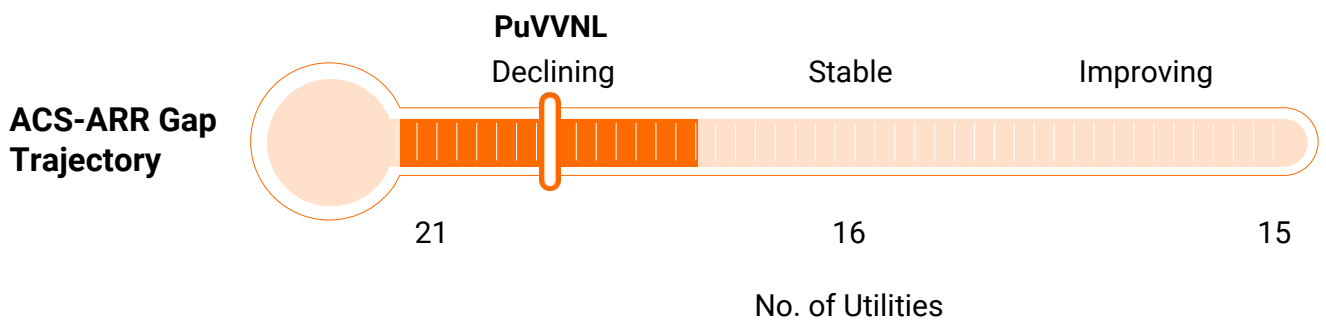 PuVVNL
Declining
Stable
Improving
ACS-ARR Gap
Trajectory
21
16
15
No. of Utilities